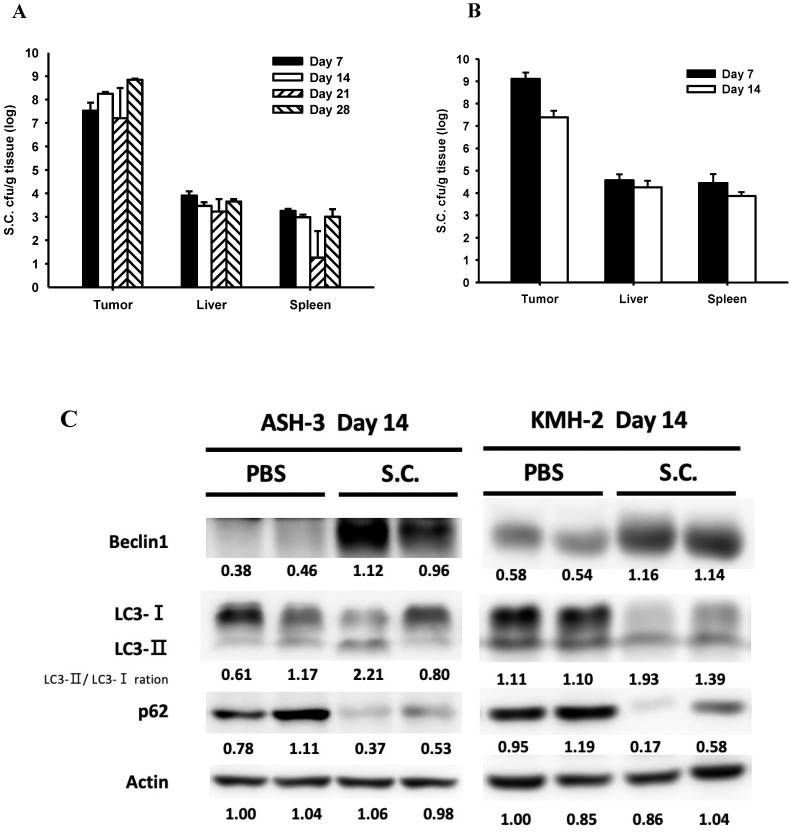 A
S.C. cfu/g tissue (log)
10
9
8
7
6
5
4
3
2
1
0
Day 7
Day 14
Day 21
Day 28
Tumor Liver Spleen
B
S.C. cfu/g tissue (log)
10
9
8
7
6
5
4
3
2
1
0
Day 7
Day 14
Tumor Liver Spleen
C
ASH-3 Day 14 KMH-2 Day 14
PBS S.C. PBS S.C.
Beclin1
0.38 0.46 1.12 0.96 0.58 0.54 1.16 1.14
LC3-Ⅰ
LC3-Ⅱ
LC3-Ⅱ/ LC3-Ⅰ ration 0.61 1.17 2.21 0.80 1.11 1.10 1.93 1.39
p62
0.78 1.11 0.37 0.53 0.95 1.19 0.17 0.58
Actin
1.00 1.04 1.06 0.98 1.00 0.85 0.86 1.04